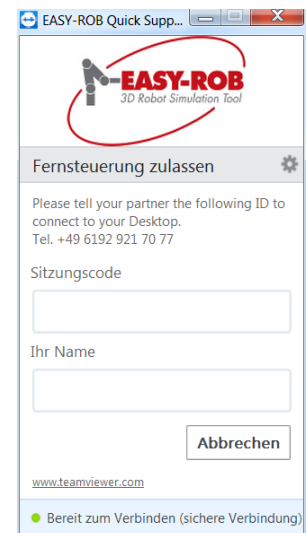 EASY-ROB Quick Supp...
EASY-ROB
3D Robot Simulation Tool
Fernsteuerung zulassen
Please tell your partner the following ID to
connect to your Desktop.
Tel. +49 6192 921 70 77
Sitzungscode
Ihr Name
Abbrechen
www.teamviewer.com
Bereit zum Verbinden (sichere Verbindung)